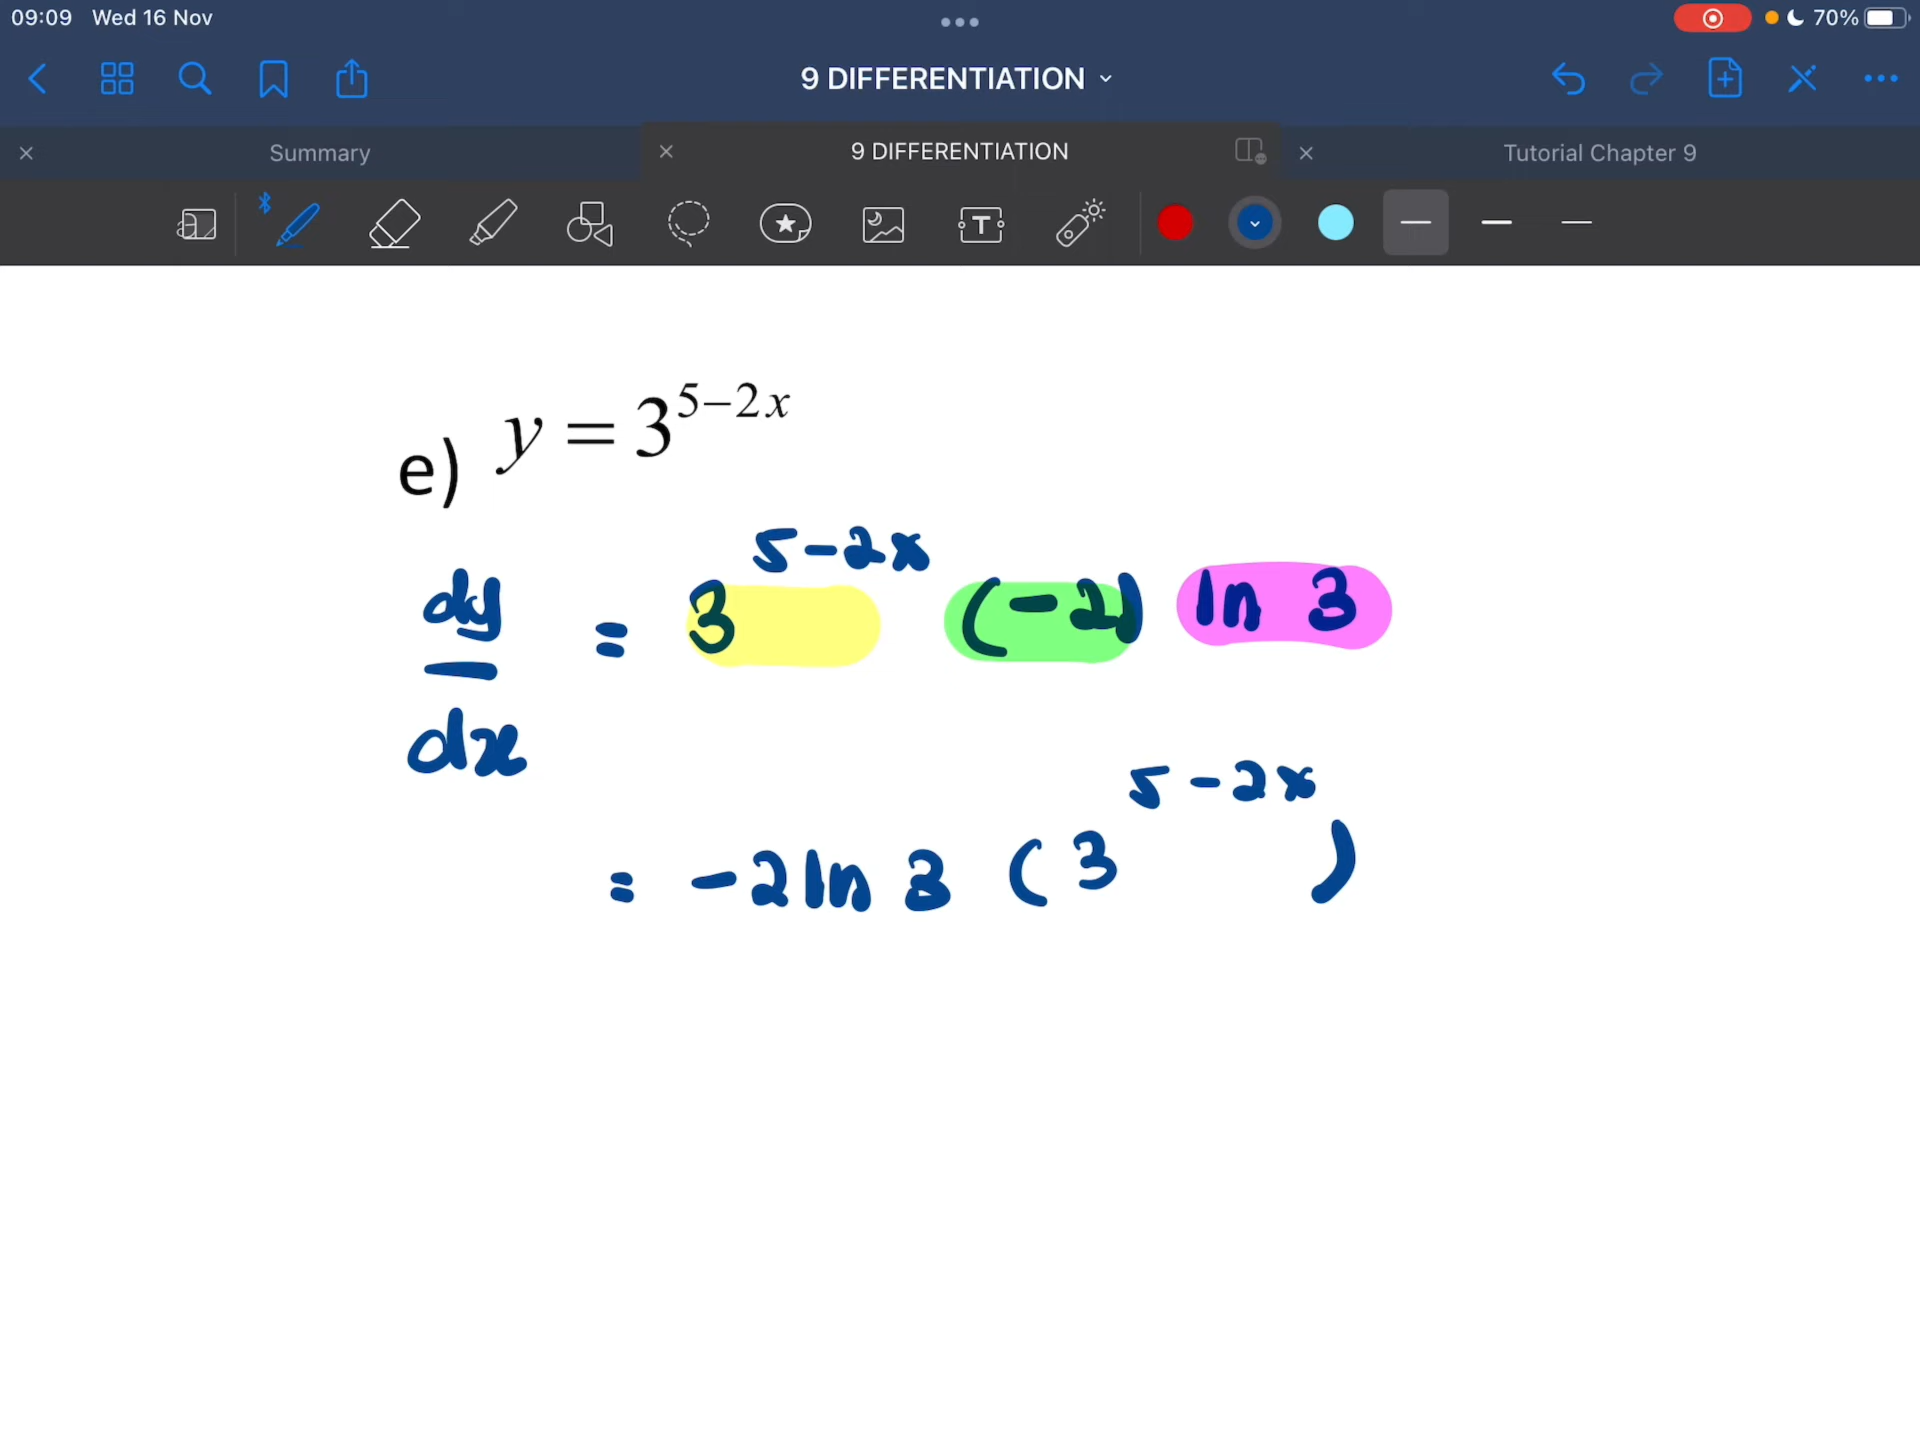 09:09 Wed 16 Nov 70%
9 DIFFERENTIATION
Summary 9 DIFFERENTIATION Tutorial Chapter 9
a T
e) y = 3^{5-2x}
dy/dx = 3^{5-2x} (-2) ln 3
= -2 ln 3 (3^{5-2x})